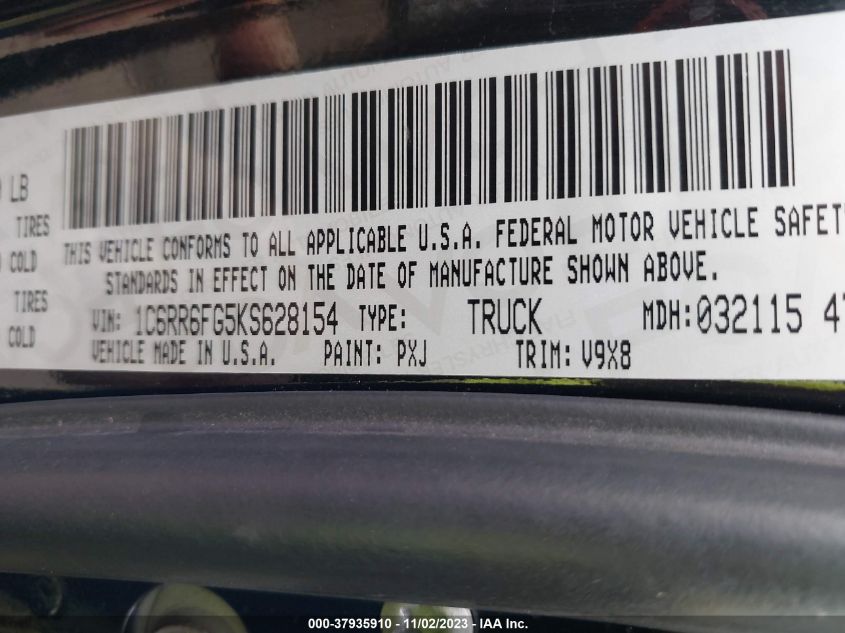 LB
TIRES
COLD
TIRES
COLD
THIS VEHICLE CONFORMS TO ALL APPLICABLE U.S.A. FEDERAL MOTOR VEHICLE SAFETY
STANDARDS IN EFFECT ON THE DATE OF MANUFACTURE SHOWN ABOVE.
VIN: 1C6RR6FG5KS628154 TYPE: TRUCK MDH:032115 47
VEHICLE MADE IN U.S.A. PAINT: PXJ TRIM: V9X8
000-37935910 - 11/02/2023 - IAA Inc.